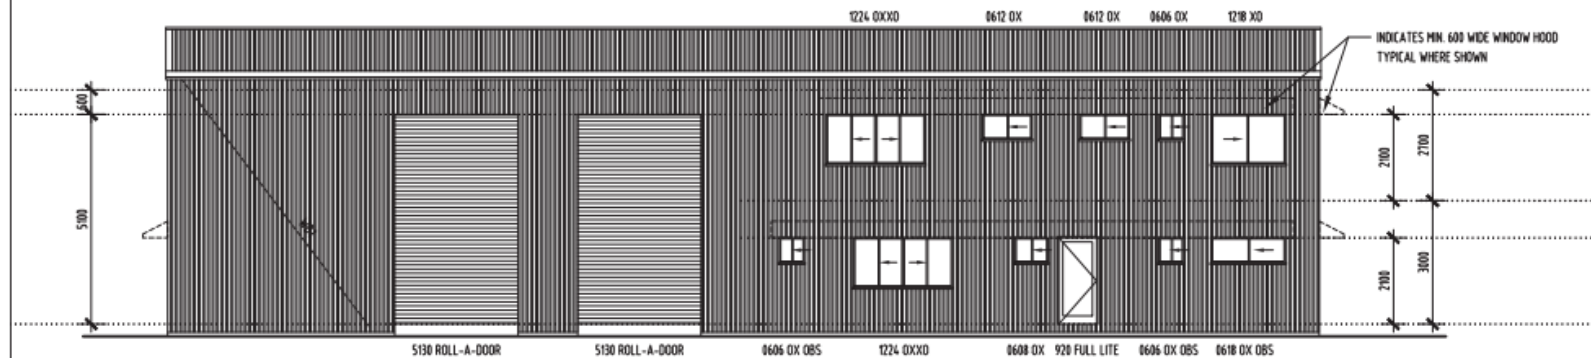 1224 OXXO
0612 OX
0612 OX
0606 OX
1218 XO
INDICATES MIN. 600 WIDE WINDOW HOOD
TYPICAL WHERE SHOWN
600
5100
2100
2700
2100
3000
5130 ROLL-A-DOOR
5130 ROLL-A-DOOR
0606 OX OBS
1224 OXXO
0608 OX
920 FULL LITE
0606 OX OBS
0618 OX OBS